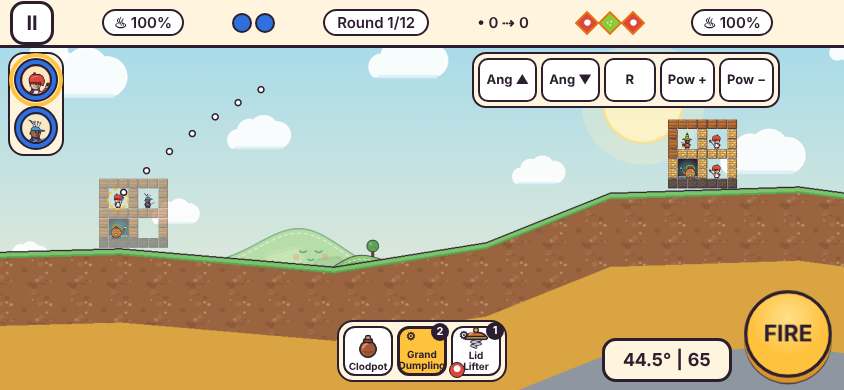 100%
Round 1/12
• 0 ⇢ 0
100%
Ang ▲
Ang ▼
R
Pow +
Pow −
Clodpot
2
Grand
Dumpling
1
Lid
Lifter
44.5° | 65
FIRE